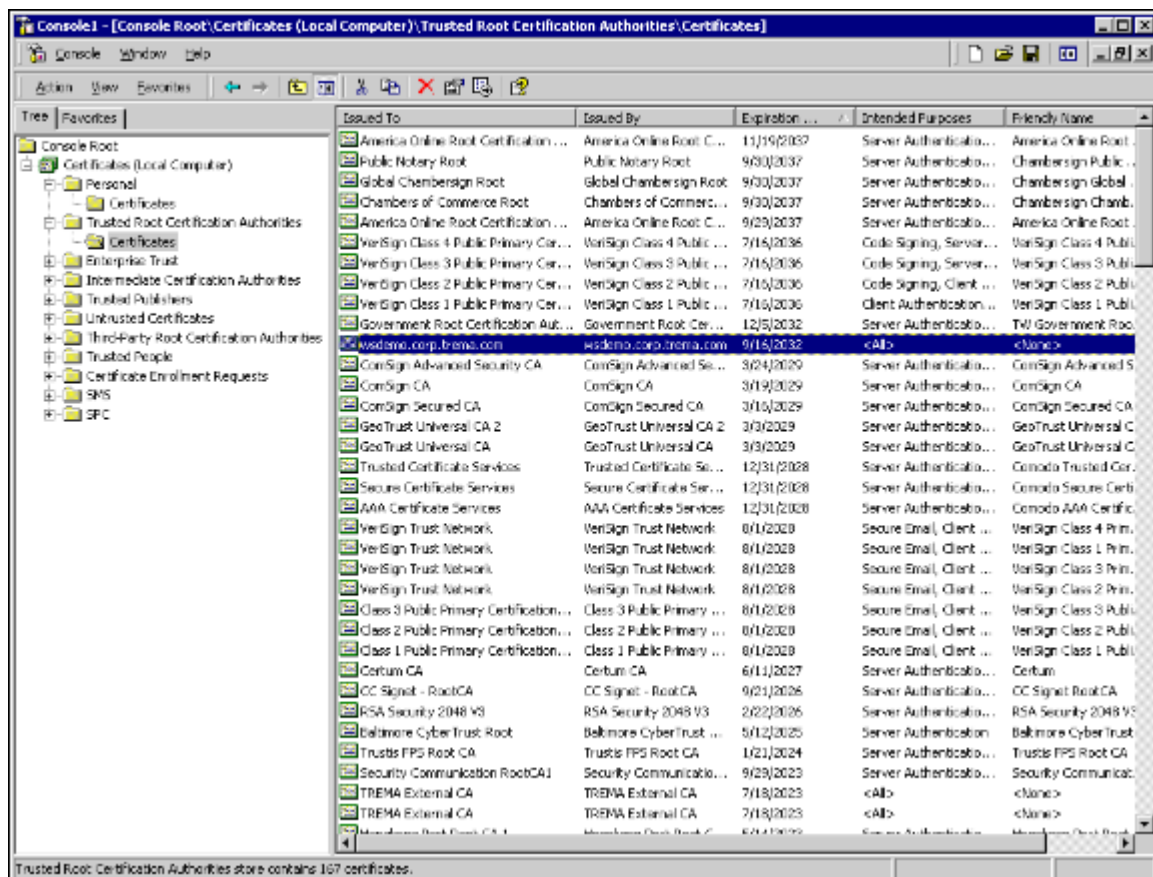 Console1 - [Console Root\Certificates (Local Computer)\Trusted Root Certification Authorities\Certificates]
Console Window Help
Action View Favorites
Tree Favorites
Console Root
Certificates (Local Computer)
Personal
Certificates
Trusted Root Certification Authorities
Certificates
Enterprise Trust
Intermediate Certification Authorities
Trusted Publishers
Untrusted Certificates
Third-Party Root Certification Authorities
Trusted People
Certificate Enrollment Requests
SMS
SPC
Issued To Issued By Expiration ... Intended Purposes Friendly Name
America Online Root Certification ... America Online Root C... 11/19/2037 Server Authenticatio... America Online Root .
Public Notary Root Public Notary Root 9/30/2037 Server Authenticatio... Chambersign Public ..
Global Chambersign Root Global Chambersign Root 9/30/2037 Server Authenticatio... Chambersign Global .
Chambers of Commerce Root Chambers of Commerc... 9/30/2037 Server Authenticatio... Chambersign Chamb.
America Online Root Certification ... America Online Root C... 9/29/2037 Server Authenticatio... America Online Root .
VeriSign Class 4 Public Primary Cer... VeriSign Class 4 Public ... 7/16/2036 Code Signing, Server... VeriSign Class 4 Publi
VeriSign Class 3 Public Primary Cer... VeriSign Class 3 Public ... 7/16/2036 Code Signing, Server... VeriSign Class 3 Publi
VeriSign Class 2 Public Primary Cer... VeriSign Class 2 Public ... 7/16/2036 Code Signing, Client ... VeriSign Class 2 Publi
VeriSign Class 1 Public Primary Cer... VeriSign Class 1 Public ... 7/16/2036 Client Authentication... VeriSign Class 1 Publi
Government Root Certification Aut... Government Root Cer... 12/5/2032 Server Authenticatio... TW Government Roo.
wsdemo.corp.trema.com wsdemo.corp.trema.com 9/16/2032 <All> <None>
ComSign Advanced Security CA ComSign Advanced Se... 3/24/2029 Server Authenticatio... ComSign Advanced S
ComSign CA ComSign CA 3/19/2029 Server Authenticatio... ComSign CA
ComSign Secured CA ComSign Secured CA 3/16/2029 Server Authenticatio... ComSign Secured CA
GeoTrust Universal CA 2 GeoTrust Universal CA 2 3/3/2029 Server Authenticatio... GeoTrust Universal C
GeoTrust Universal CA GeoTrust Universal CA 3/3/2029 Server Authenticatio... GeoTrust Universal C
Trusted Certificate Services Trusted Certificate Se... 12/31/2028 Server Authenticatio... Comodo Trusted Cer.
Secure Certificate Services Secure Certificate Ser... 12/31/2028 Server Authenticatio... Comodo Secure Certi
AAA Certificate Services AAA Certificate Services 12/31/2028 Server Authenticatio... Comodo AAA Certific.
VeriSign Trust Network VeriSign Trust Network 8/1/2028 Secure Email, Client ... VeriSign Class 4 Prim.
VeriSign Trust Network VeriSign Trust Network 8/1/2028 Secure Email, Client ... VeriSign Class 1 Prim.
VeriSign Trust Network VeriSign Trust Network 8/1/2028 Secure Email, Client ... VeriSign Class 3 Prim.
VeriSign Trust Network VeriSign Trust Network 8/1/2028 Secure Email, Client ... VeriSign Class 2 Prim.
Class 3 Public Primary Certification... Class 3 Public Primary ... 8/1/2028 Secure Email, Client ... VeriSign Class 3 Publi
Class 2 Public Primary Certification... Class 2 Public Primary ... 8/1/2028 Secure Email, Client ... VeriSign Class 2 Publi
Class 1 Public Primary Certification... Class 1 Public Primary ... 8/1/2028 Secure Email, Client ... VeriSign Class 1 Publi
Certum CA Certum CA 6/11/2027 Server Authenticatio... Certum
CC Signet - RootCA CC Signet - RootCA 9/21/2026 Server Authenticatio... CC Signet RootCA
RSA Security 2048 V3 RSA Security 2048 V3 2/22/2026 Server Authenticatio... RSA Security 2048 V3
Baltimore CyberTrust Root Baltimore CyberTrust ... 5/12/2025 Server Authentication Baltimore CyberTrust
Trustis FPS Root CA Trustis FPS Root CA 1/21/2024 Server Authenticatio... Trustis FPS Root CA
Security Communication RootCA1 Security Communicatio... 9/29/2023 Server Authenticatio... Security Communicat.
TREMA External CA TREMA External CA 7/18/2023 <All> <None>
TREMA External CA TREMA External CA 7/18/2023 <All> <None>
Trusted Root Certification Authorities store contains 167 certificates.